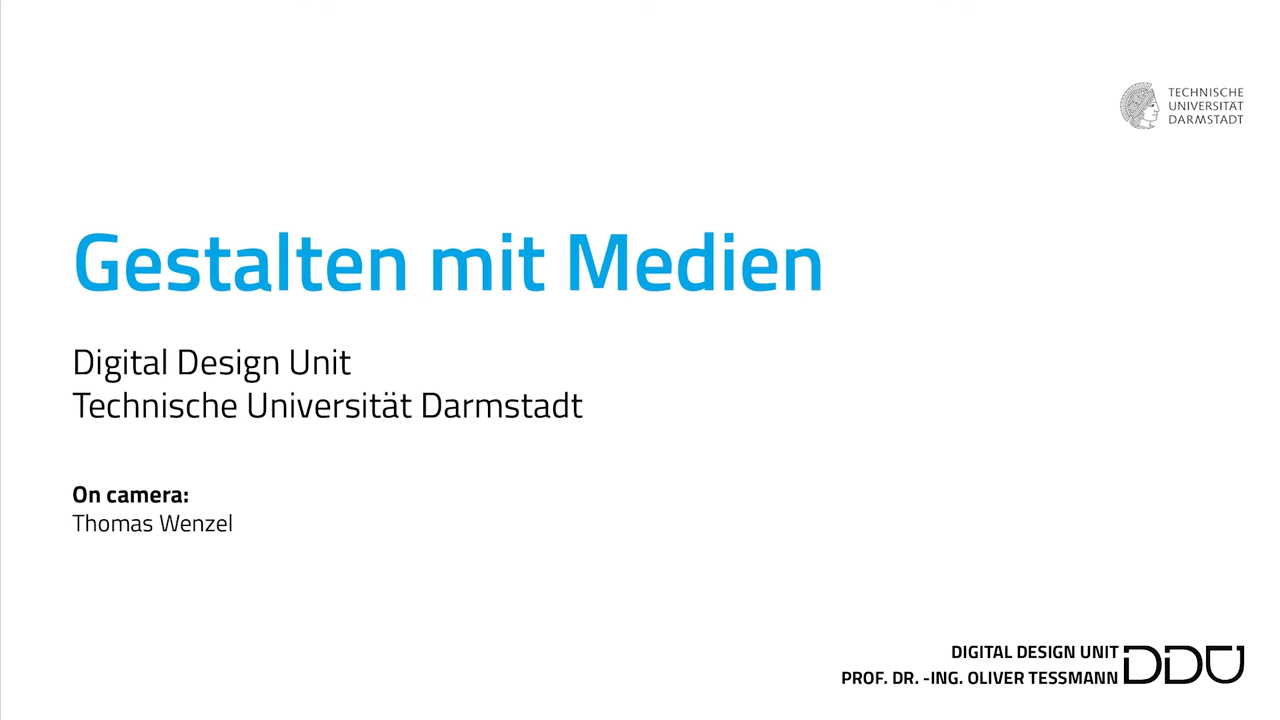 TECHNISCHE
UNIVERSITÄT
DARMSTADT
Gestalten mit Medien
Digital Design Unit
Technische Universität Darmstadt
On camera:
Thomas Wenzel
DIGITAL DESIGN UNIT
PROF. DR. -ING. OLIVER TESSMANN
DDU